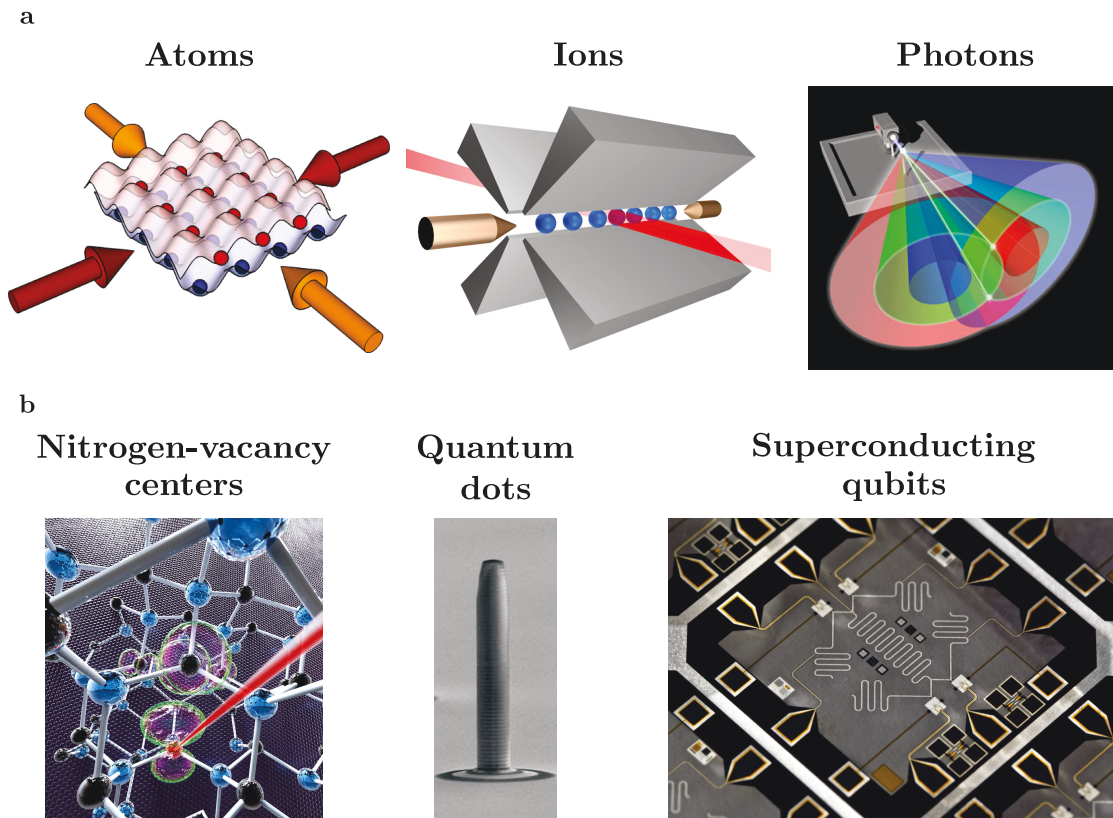 a
Atoms
Ions
Photons
b
Nitrogen-vacancy
centers
Quantum
dots
Superconducting
qubits